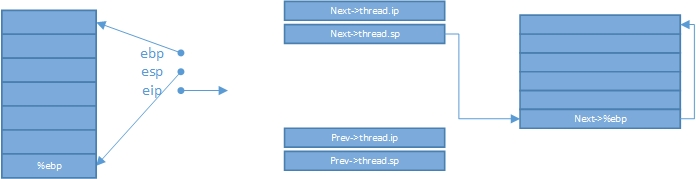 Next->thread.ip
Next->thread.sp
ebp
esp
eip
Next->%ebp
Prev->thread.ip
Prev->thread.sp
%ebp